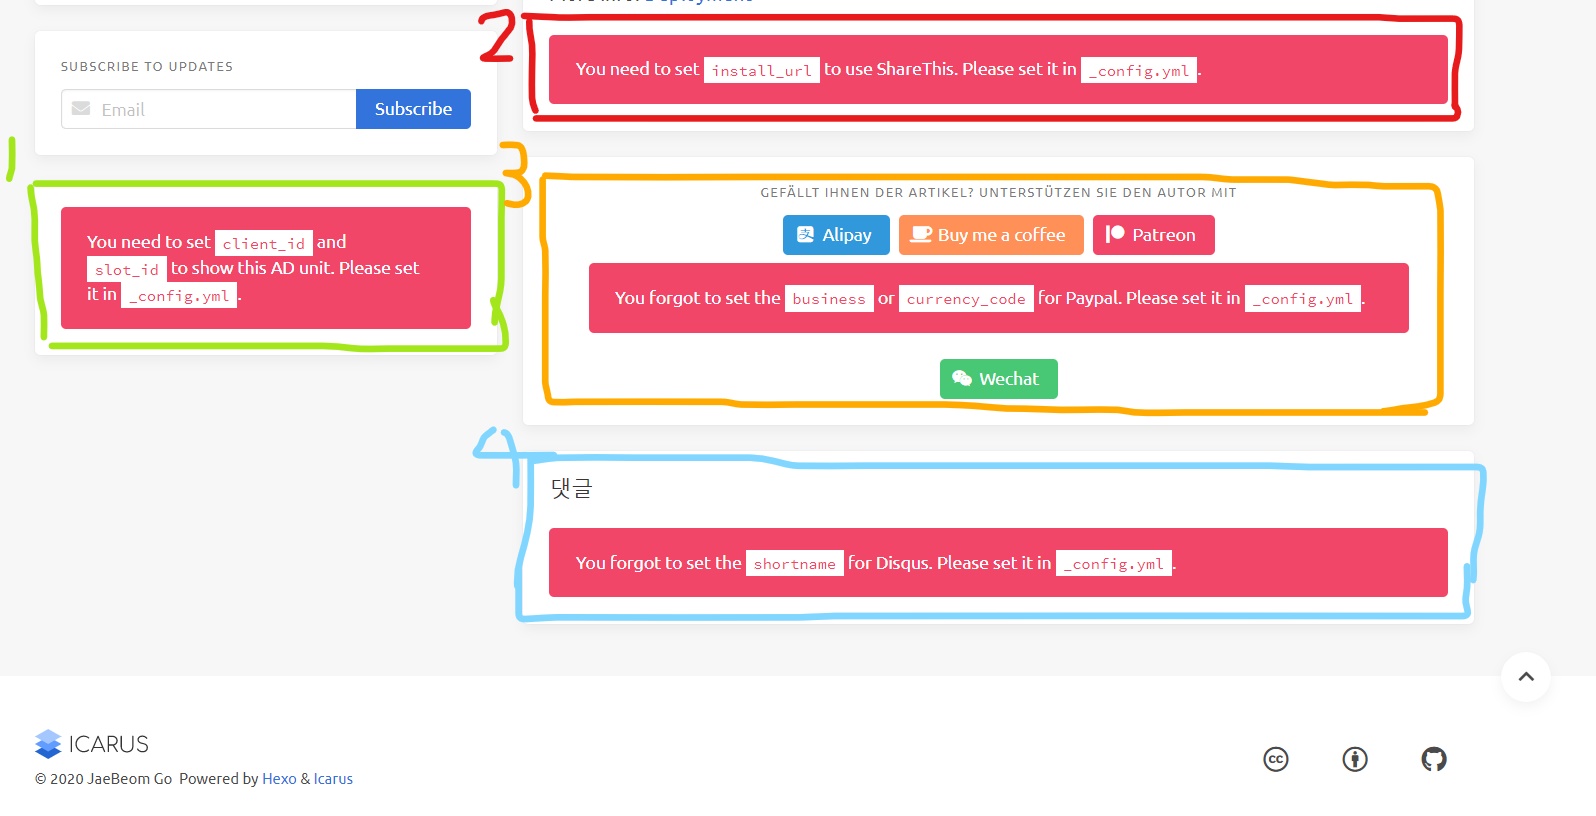 SUBSCRIBE TO UPDATES
Email
Subscribe
1
You need to set client_id and
slot_id to show this AD unit. Please set
it in _config.yml.
2
You need to set install_url to use ShareThis. Please set it in _config.yml.
3
GEFÄLLT IHNEN DER ARTIKEL? UNTERSTÜTZEN SIE DEN AUTOR MIT
Alipay
Buy me a coffee
Patreon
You forgot to set the business or currency_code for Paypal. Please set it in _config.yml.
Wechat
4
댓글
You forgot to set the shortname for Disqus. Please set it in _config.yml.
ICARUS
© 2020 JaeBeom Go Powered by Hexo & Icarus
cc